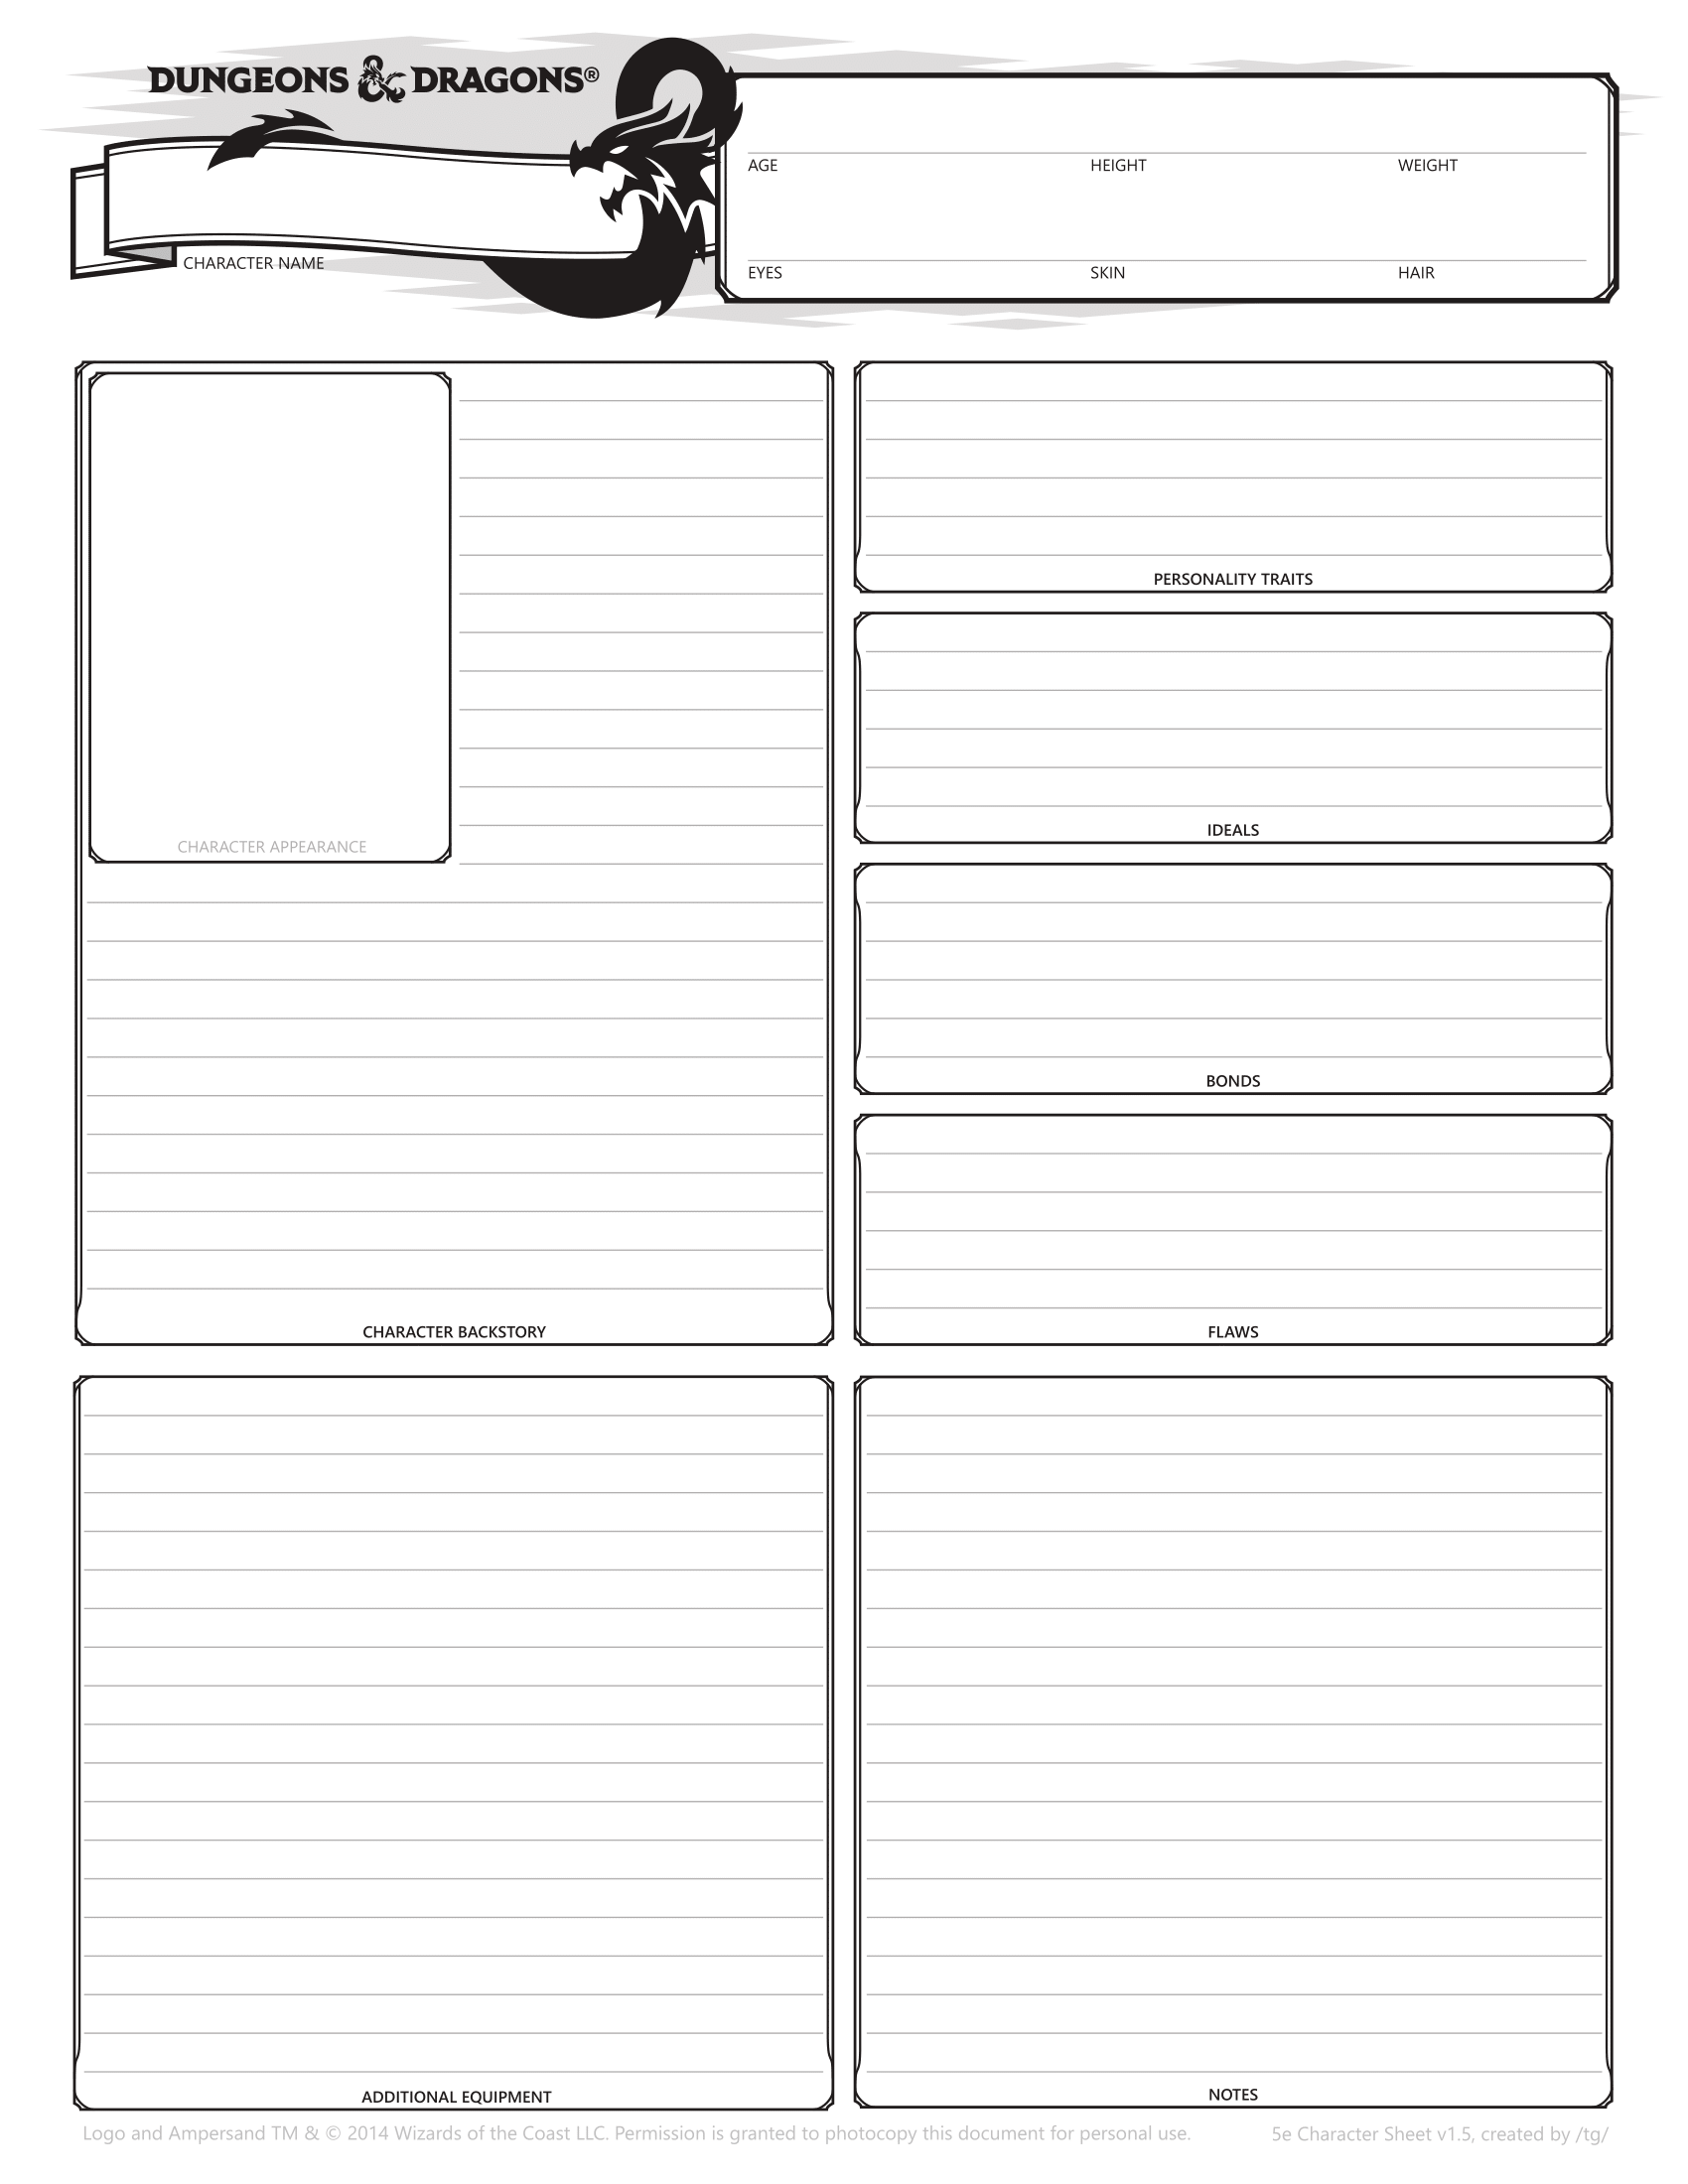 DUNGEONS & DRAGONS®
CHARACTER NAME
AGE HEIGHT WEIGHT
EYES SKIN HAIR
CHARACTER APPEARANCE
CHARACTER BACKSTORY
PERSONALITY TRAITS
IDEALS
BONDS
FLAWS
ADDITIONAL EQUIPMENT
NOTES
Logo and Ampersand TM & © 2014 Wizards of the Coast LLC. Permission is granted to photocopy this document for personal use.
5e Character Sheet v1.5, created by /tg/